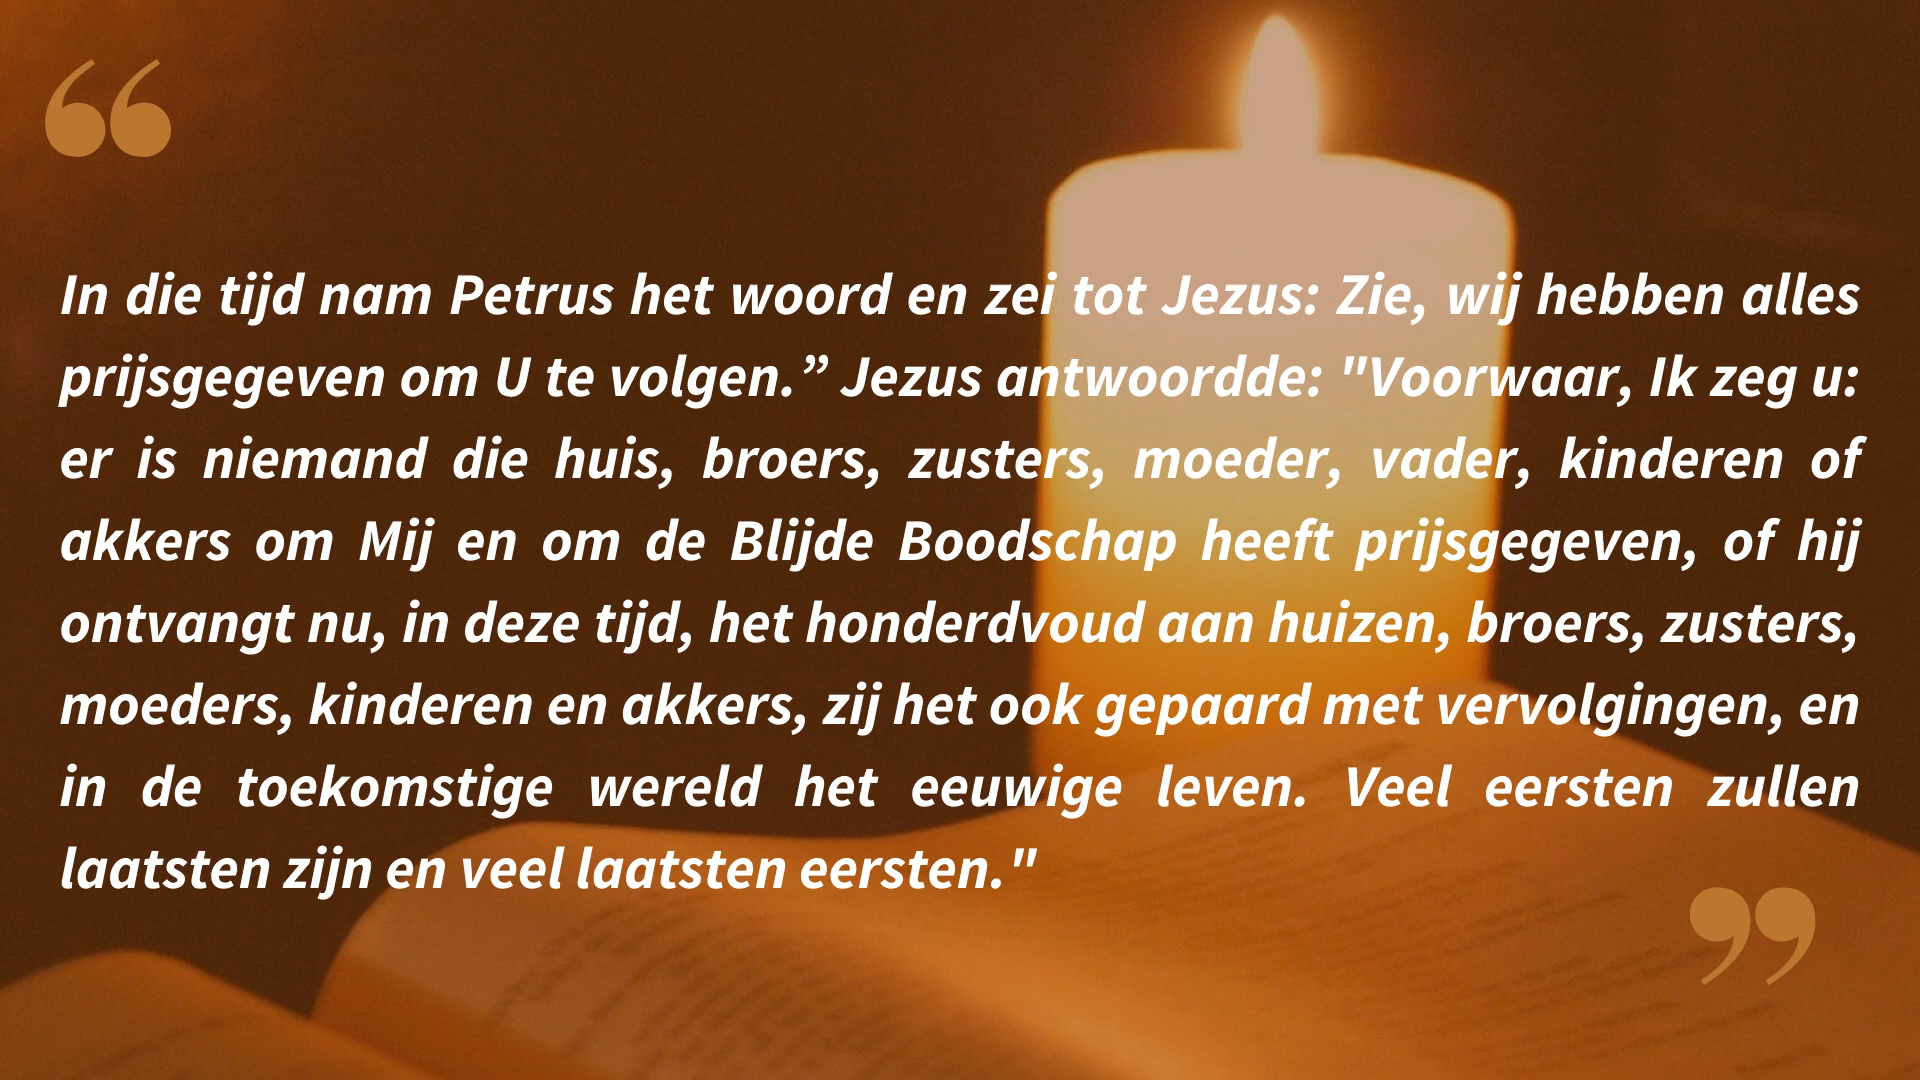 “
In die tijd nam Petrus het woord en zei tot Jezus: Zie, wij hebben alles
prijsgegeven om U te volgen.” Jezus antwoordde: "Voorwaar, Ik zeg u:
er is niemand die huis, broers, zusters, moeder, vader, kinderen of
akkers om Mij en om de Blijde Boodschap heeft prijsgegeven, of hij
ontvangt nu, in deze tijd, het honderdvoud aan huizen, broers, zusters,
moeders, kinderen en akkers, zij het ook gepaard met vervolgingen, en
in de toekomstige wereld het eeuwige leven. Veel eersten zullen
laatsten zijn en veel laatsten eersten."
”